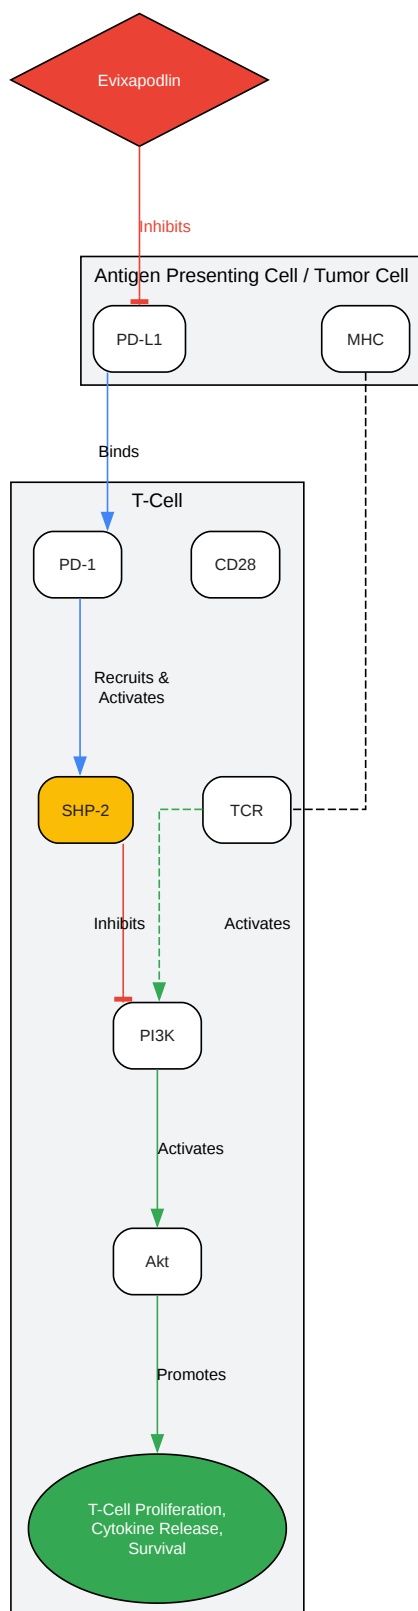 Evixapodlin
Inhibits
Antigen Presenting Cell / Tumor Cell
PD-L1
MHC
Binds
T-Cell
PD-1
CD28
Recruits &
Activates
SHP-2
TCR
Inhibits
Activates
PI3K
Activates
Akt
Promotes
T-Cell Proliferation,
Cytokine Release,
Survival